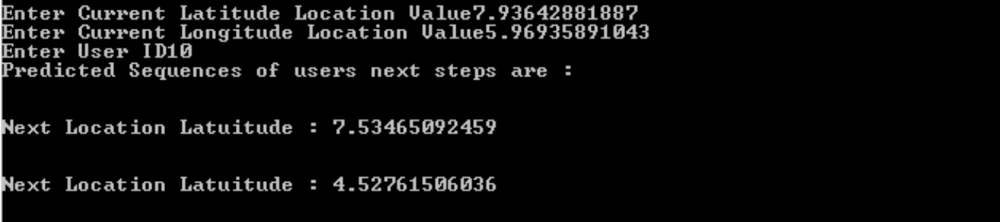 Enter Current Latitude Location Value7.93642881887
Enter Current Longitude Location Value5.96935891043
Enter User ID10
Predicted Sequences of users next steps are :
Next Location Latuitude : 7.53465092459
Next Location Latuitude : 4.52761506036